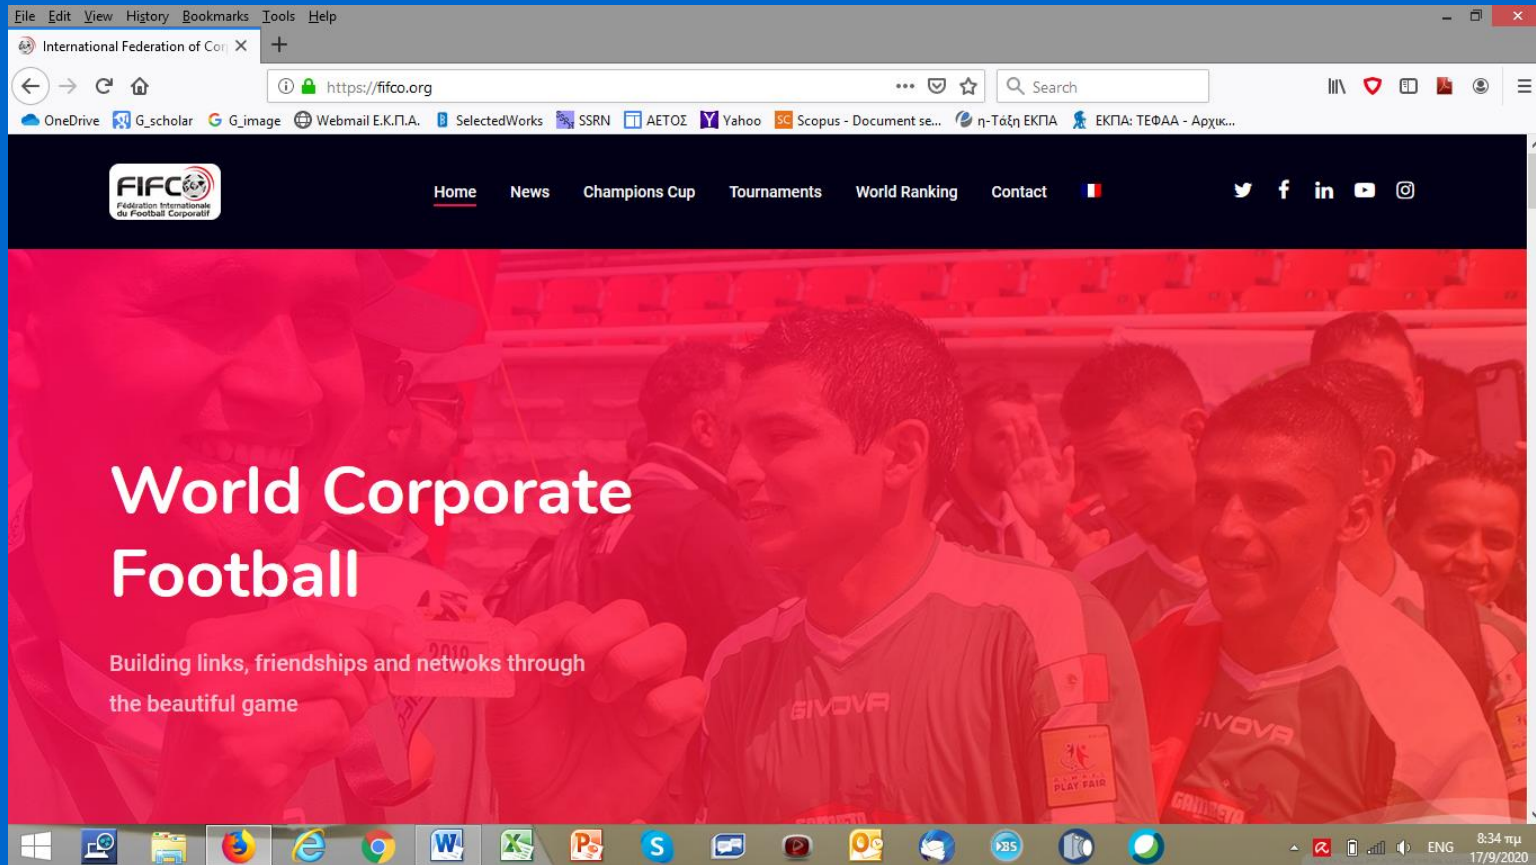 File Edit View History Bookmarks Tools Help
International Federation of Cor
https://fifco.org
Search
OneDrive G_scholar G_image Webmail Ε.Κ.Π.Α. SelectedWorks SSRN ΑΕΤΟΣ Yahoo Scopus - Document se... η-Τάξη ΕΚΠΑ ΕΚΠΑ: ΤΕΦΑΑ - Αρχικ...
FIFCO
Fédération Internationale
du Football Corporatif
Home News Champions Cup Tournaments World Ranking Contact
World Corporate
Football
2019
Building links, friendships and netwoks through
the beautiful game
GIVOVA
GIVOVA
ALWAYS
PLAY FAIR
ENG
8:34 πμ
17/9/2020